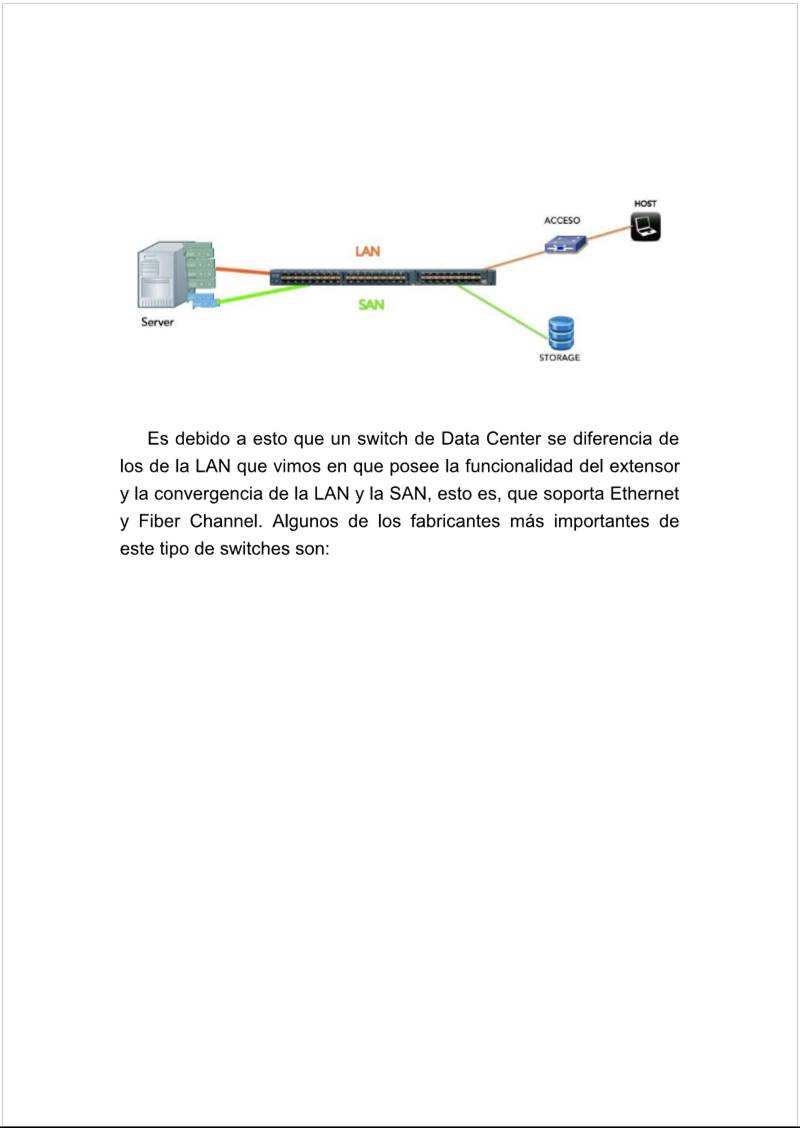 HOST
ACCESO
LAN
SAN
Server
STORAGE
Es debido a esto que un switch de Data Center se diferencia de
los de la LAN que vimos en que posee la funcionalidad del extensor
y la convergencia de la LAN y la SAN, esto es, que soporta Ethernet
y Fiber Channel. Algunos de los fabricantes más importantes de
este tipo de switches son: